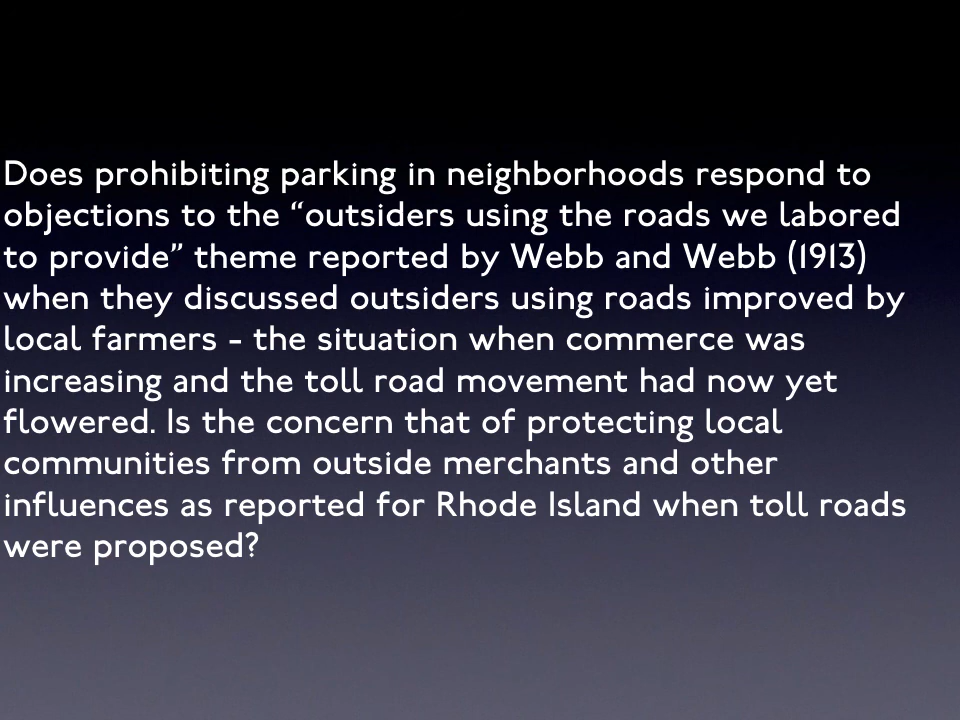 Does prohibiting parking in neighborhoods respond to
objections to the “outsiders using the roads we labored
to provide” theme reported by Webb and Webb (1913)
when they discussed outsiders using roads improved by
local farmers - the situation when commerce was
increasing and the toll road movement had now yet
flowered. Is the concern that of protecting local
communities from outside merchants and other
influences as reported for Rhode Island when toll roads
were proposed?